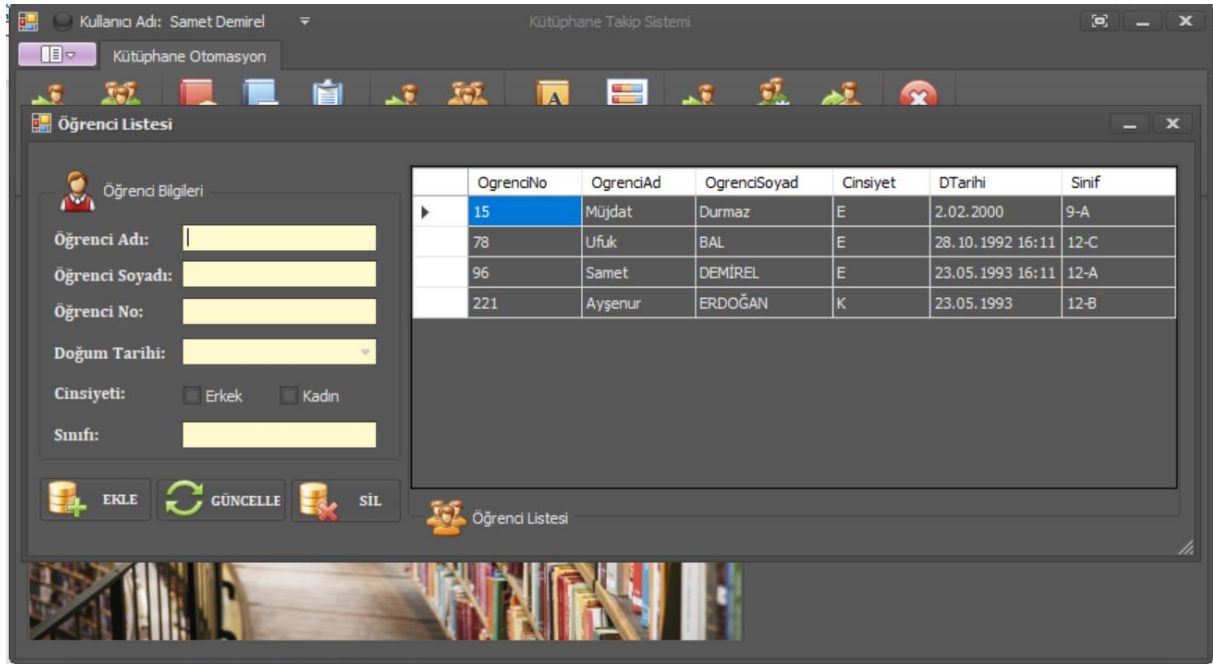 Kullanıcı Adı: Samet Demirel
Kütüphane Takip Sistemi
Kütüphane Otomasyon
A
Öğrenci Listesi
Öğrenci Bilgileri
Öğrenci Adı:
Öğrenci Soyadı:
Öğrenci No:
Doğum Tarihi:
Cinsiyeti: Erkek Kadın
Sınıfı:
EKLE GÜNCELLE SİL
OgrenciNo OgrenciAd OgrenciSoyad Cinsiyet DTarihi Sinif
15 Müjdat Durmaz E 2.02.2000 9-A
78 Ufuk BAL E 28.10.1992 16:11 12-C
96 Samet DEMİREL E 23.05.1993 16:11 12-A
221 Ayşenur ERDOĞAN K 23.05.1993 12-B
Öğrenci Listesi